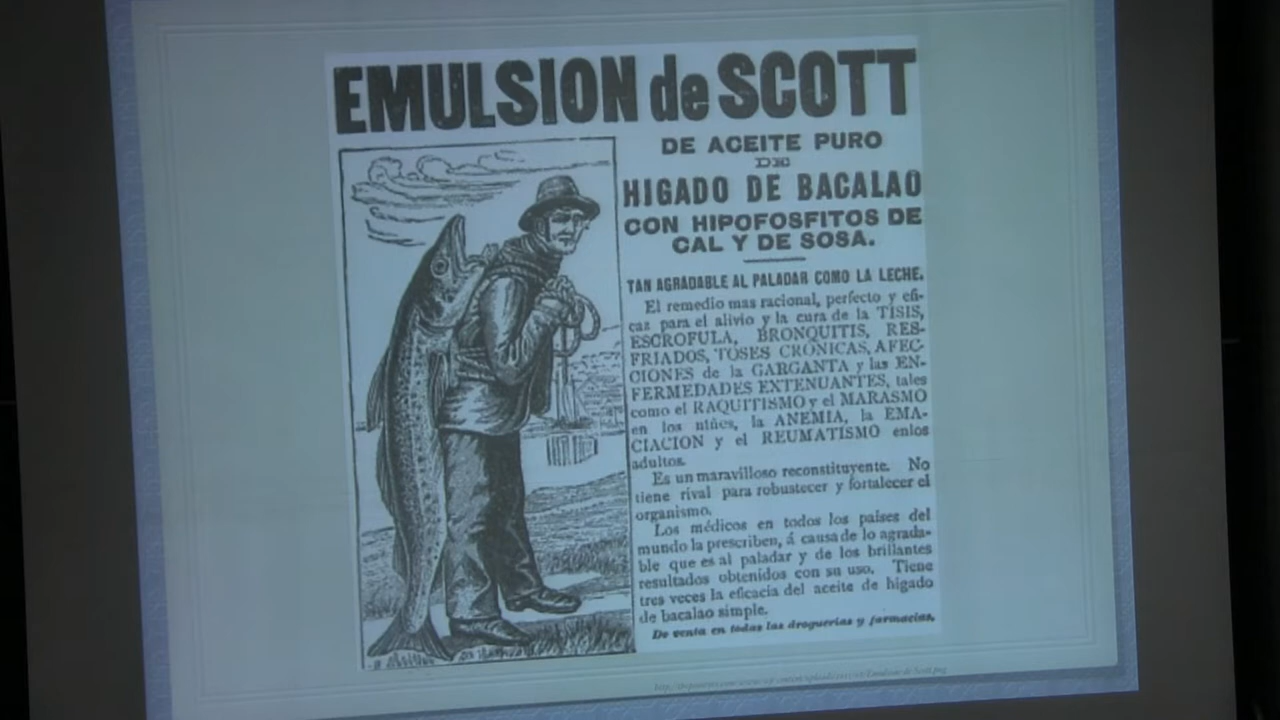 EMULSION de SCOTT
DE ACEITE PURO
DE
HIGADO DE BACALAO
CON HIPOFOSFITOS DE
CAL Y DE SOSA.
TAN AGRADABLE AL PALADAR COMO LA LECHE.
El remedio mas racional, perfecto y efi-
caz para el alivio y la cura de la TISIS,
ESCROFULA, BRONQUITIS, RES-
FRIADOS, TOSES CRÓNICAS, AFEC-
CIONES de la GARGANTA y las EN-
FERMEDADES EXTENUANTES, tales
como el RAQUITISMO y el MARASMO
en los niñes, la ANEMIA, la EMA-
CIACION y el REUMATISMO enlos
adultos.
Es un maravilloso reconstituyente. No
tiene rival para robustecer y fortalecer el
organismo.
Los médicos en todos los países del
mundo la prescriben, á causa de lo agrada-
ble que es al paladar y de los brillantes
resultados obtenidos con su uso. Tiene
tres veces la eficacia del aceite de hígado
de bacalao simple.
De venta en todas las droguerias y farmacias.